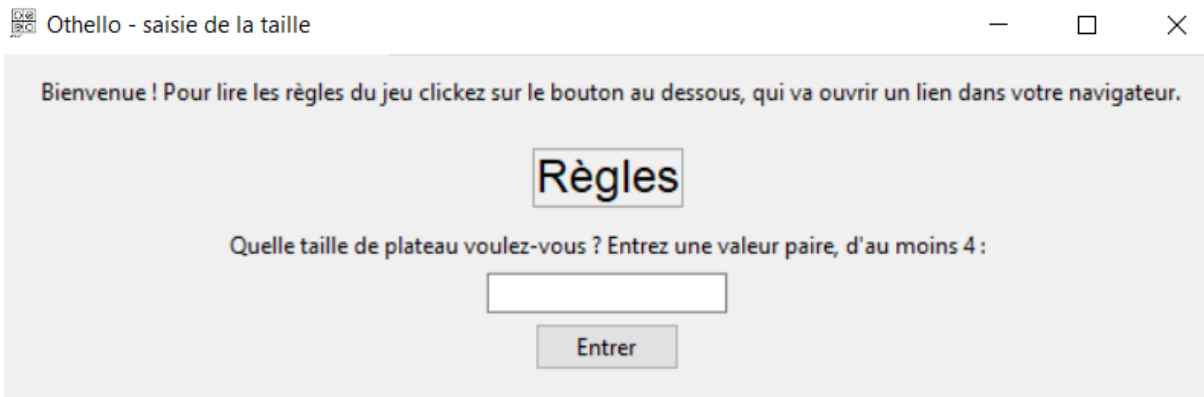 Othello - saisie de la taille
Bienvenue ! Pour lire les règles du jeu clickez sur le bouton au dessous, qui va ouvrir un lien dans votre navigateur.
Règles
Quelle taille de plateau voulez-vous ? Entrez une valeur paire, d'au moins 4 :
Entrer